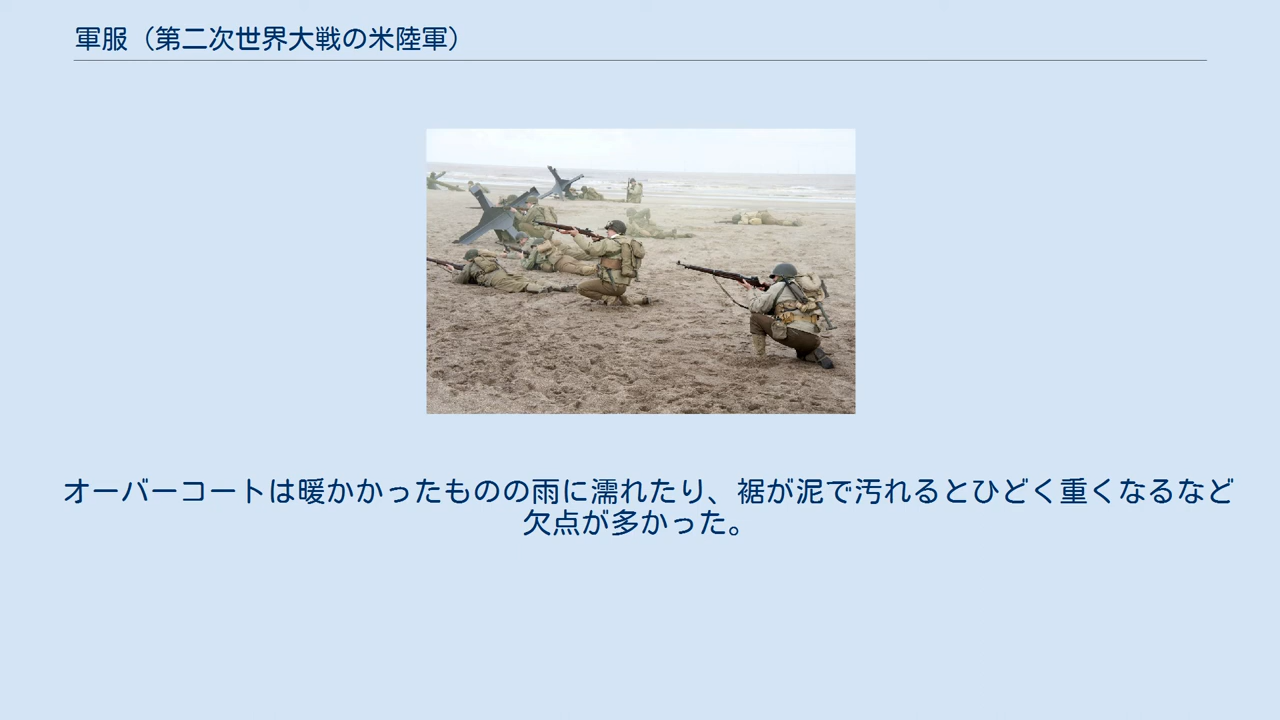 軍服（第二次世界大戦の米陸軍）
オーバーコートは暖かかったものの雨に濡れたり、裾が泥で汚れるとひどく重くなるなど
欠点が多かった。